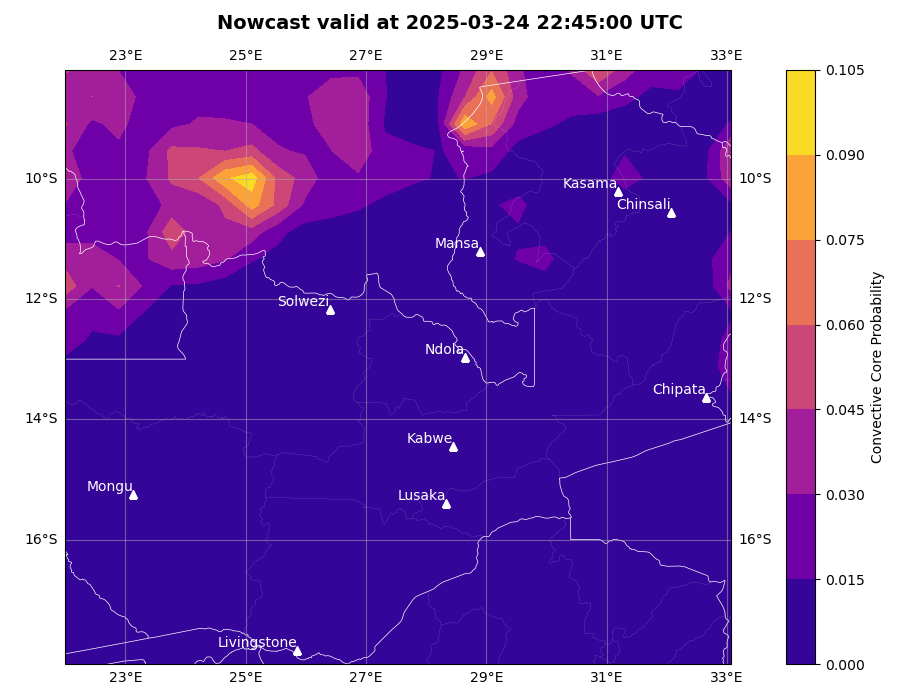 Nowcast valid at 2025-03-24 22:45:00 UTC
23°E 25°E 27°E 29°E 31°E 33°E
0.105
0.090
10°S Kasama 10°S
Chinsali
0.075
Mansa
12°S Solwezi 12°S
0.060
Ndola
Chipata
0.045
14°S 14°S
Kabwe
Mongu
Lusaka
0.030
16°S 16°S
0.015
Livingstone
0.000
23°E 25°E 27°E 29°E 31°E 33°E
Convective Core Probability